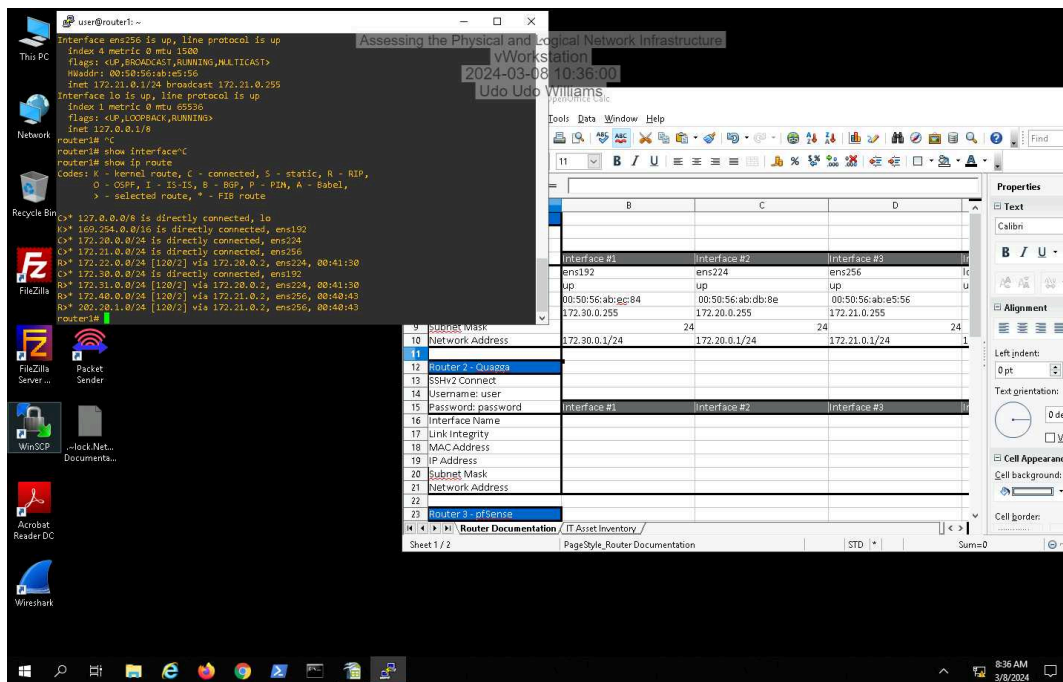 user@router1: ~
Interface ens256 is up, line protocol is up
index 4 metric 0 mtu 1500
flags: <UP,BROADCAST,RUNNING,MULTICAST>
HWaddr: 00:50:56:ab:e5:56
inet 172.21.0.1/24 broadcast 172.21.0.255
Interface lo is up, line protocol is up
index 1 metric 0 mtu 65536
flags: <UP,LOOPBACK,RUNNING>
inet 127.0.0.1/8
router1# ^C
router1# show interface^C
router1# show ip route
Codes: K - kernel route, C - connected, S - static, R - RIP,
O - OSPF, I - IS-IS, B - BGP, P - PIM, A - Babel,
> - selected route, * - FIB route
C>* 127.0.0.0/8 is directly connected, lo
K>* 169.254.0.0/16 is directly connected, ens192
C>* 172.20.0.0/24 is directly connected, ens224
C>* 172.21.0.0/24 is directly connected, ens256
R>* 172.22.0.0/24 [120/2] via 172.20.0.2, ens224, 00:41:30
C>* 172.30.0.0/24 is directly connected, ens192
R>* 172.31.0.0/24 [120/2] via 172.20.0.2, ens224, 00:41:30
R>* 172.40.0.0/24 [120/2] via 172.21.0.2, ens256, 00:40:43
R>* 202.20.1.0/24 [120/2] via 172.21.0.2, ens256, 00:40:43
router1#
Assessing the Physical and Logical Network Infrastructure
vWorkstation
2024-03-08 10:36:00
Udo Udo Williams
This PC
Network
Recycle Bin
FileZilla
FileZilla Server ...
Packet Sender
WinSCP
.~lock.Net...
Documenta...
Acrobat Reader DC
Wireshark
OpenOffice Calc
Tools Data Window Help
Find
11 B I U
B C D
Interface #1 Interface #2 Interface #3
ens192 ens224 ens256
up up up
00:50:56:ab:ec:84 00:50:56:ab:db:8e 00:50:56:ab:e5:56
172.30.0.255 172.20.0.255 172.21.0.255
9 Subnet Mask 24 24 24
10 Network Address 172.30.0.1/24 172.20.0.1/24 172.21.0.1/24
11
12 Router 2 - Quagga
13 SSHv2 Connect
14 Username: user
15 Password: password Interface #1 Interface #2 Interface #3
16 Interface Name
17 Link Integrity
18 MAC Address
19 IP Address
20 Subnet Mask
21 Network Address
22
23 Router 3 - pfSense
Router Documentation IT Asset Inventory
Sheet 1 / 2 PageStyle_Router Documentation STD * Sum=0
Properties
Text
Calibri
B I U
Alignment
Left indent:
0 pt
Text orientation:
0 de
Cell Appearanc
Cell background:
Cell border:
8:36 AM
3/8/2024